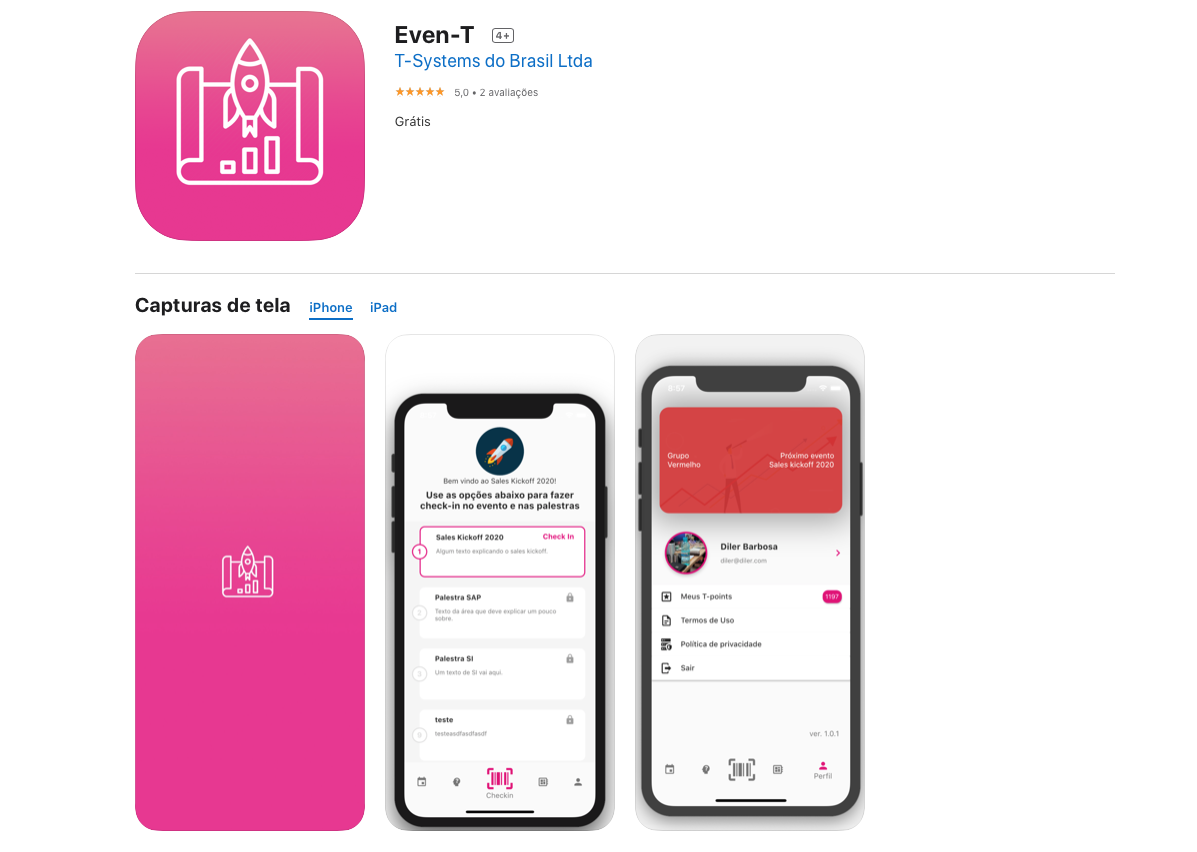 Even-T 4+
T-Systems do Brasil Ltda
★★★★★ 5,0 • 2 avaliações
Grátis
Capturas de tela iPhone iPad
Bem vindo ao Sales Kickoff 2020!
Use as opções abaixo para fazer
check-in no evento e nas palestras
Sales Kickoff 2020 Check In
1
Algum texto explicando o sales kickoff.
Palestra SAP
2
Texto da área que deve explicar um pouco
sobre.
Palestra SI
3
Um texto de SI vai aqui.
teste
testeasdfasdfasdf
Checkin
8:57
Grupo
Vermelho
Próximo evento
Sales kickoff 2020
Diler Barbosa
diler@diler.com
Meus T-points 1197
Termos de Uso
Política de privacidade
Sair
ver. 1.0.1
Perfil